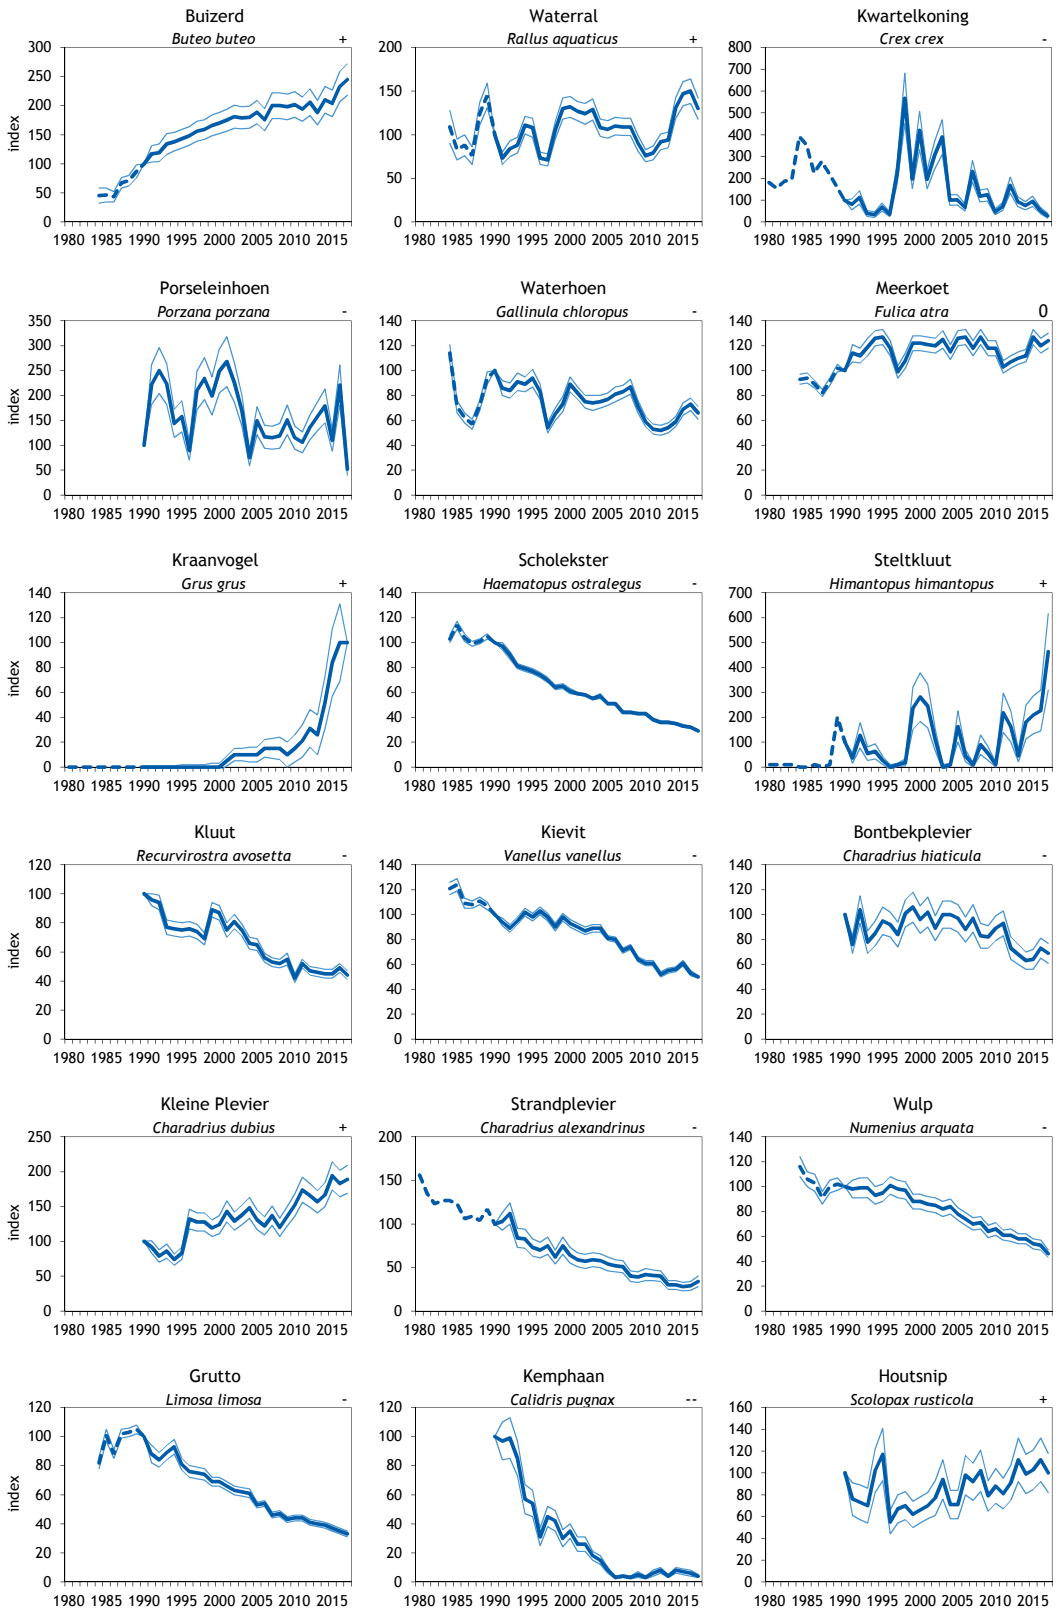 Buizerd
Buteo buteo +
Waterral
Rallus aquaticus +
Kwartelkoning
Crex crex -
index
300
250
200
150
100
50
0
1980 1985 1990 1995 2000 2005 2010 2015
200
150
100
50
0
1980 1985 1990 1995 2000 2005 2010 2015
800
700
600
500
400
300
200
100
0
1980 1985 1990 1995 2000 2005 2010 2015
Porseleinhoen
Porzana porzana -
Waterhoen
Gallinula chloropus -
Meerkoet
Fulica atra 0
index
350
300
250
200
150
100
50
0
1980 1985 1990 1995 2000 2005 2010 2015
140
120
100
80
60
40
20
0
1980 1985 1990 1995 2000 2005 2010 2015
140
120
100
80
60
40
20
0
1980 1985 1990 1995 2000 2005 2010 2015
Kraanvogel
Grus grus +
Scholekster
Haematopus ostralegus -
Steltkluut
Himantopus himantopus +
index
140
120
100
80
60
40
20
0
1980 1985 1990 1995 2000 2005 2010 2015
140
120
100
80
60
40
20
0
1980 1985 1990 1995 2000 2005 2010 2015
700
600
500
400
300
200
100
0
1980 1985 1990 1995 2000 2005 2010 2015
Kluut
Recurvirostra avosetta -
Kievit
Vanellus vanellus -
Bontbekplevier
Charadrius hiaticula -
index
120
100
80
60
40
20
0
1980 1985 1990 1995 2000 2005 2010 2015
140
120
100
80
60
40
20
0
1980 1985 1990 1995 2000 2005 2010 2015
140
120
100
80
60
40
20
0
1980 1985 1990 1995 2000 2005 2010 2015
Kleine Plevier
Charadrius dubius +
Strandplevier
Charadrius alexandrinus -
Wulp
Numenius arquata -
index
250
200
150
100
50
0
1980 1985 1990 1995 2000 2005 2010 2015
200
150
100
50
0
1980 1985 1990 1995 2000 2005 2010 2015
140
120
100
80
60
40
20
0
1980 1985 1990 1995 2000 2005 2010 2015
Grutto
Limosa limosa -
Kemphaan
Calidris pugnax --
Houtsnip
Scolopax rusticola +
index
120
100
80
60
40
20
0
1980 1985 1990 1995 2000 2005 2010 2015
120
100
80
60
40
20
0
1980 1985 1990 1995 2000 2005 2010 2015
160
140
120
100
80
60
40
20
0
1980 1985 1990 1995 2000 2005 2010 2015